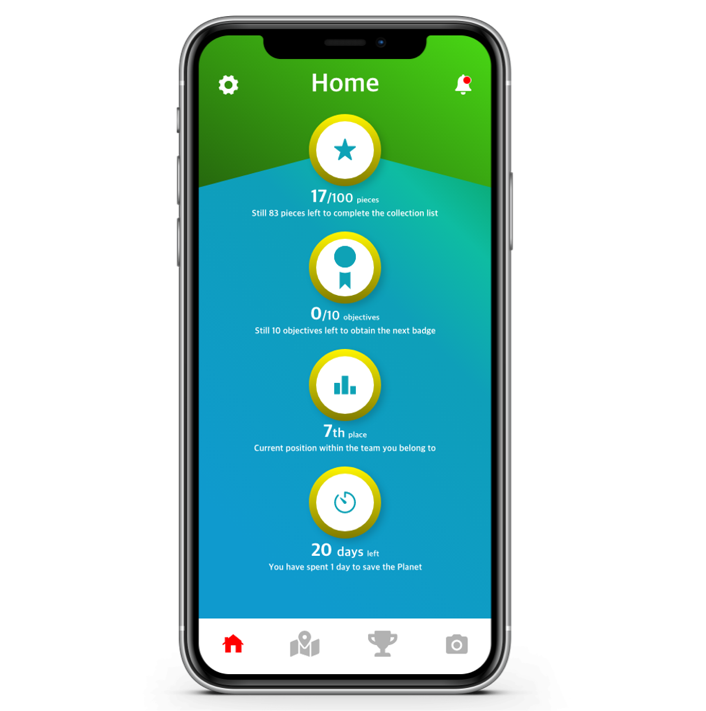 Home
17/100 pieces
Still 83 pieces left to complete the collection list
0/10 objectives
Still 10 objectives left to obtain the next badge
7th place
Current position within the team you belong to
20 days left
You have spent 1 day to save the Planet